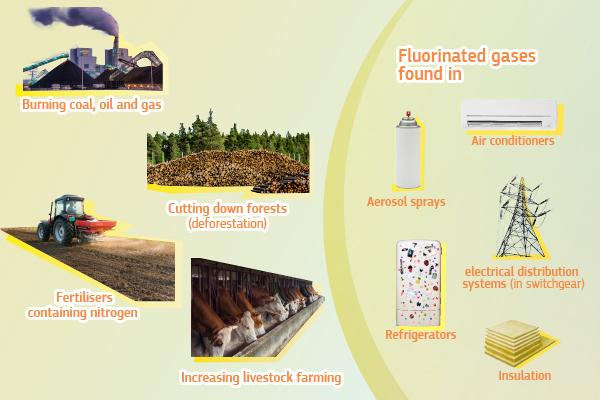 Burning coal, oil and gas
Cutting down forests
(deforestation)
Fertilisers
containing nitrogen
Increasing livestock farming
Fluorinated gases
found in
Air conditioners
Aerosol sprays
electrical distribution
systems (in switchgear)
Refrigerators
Insulation